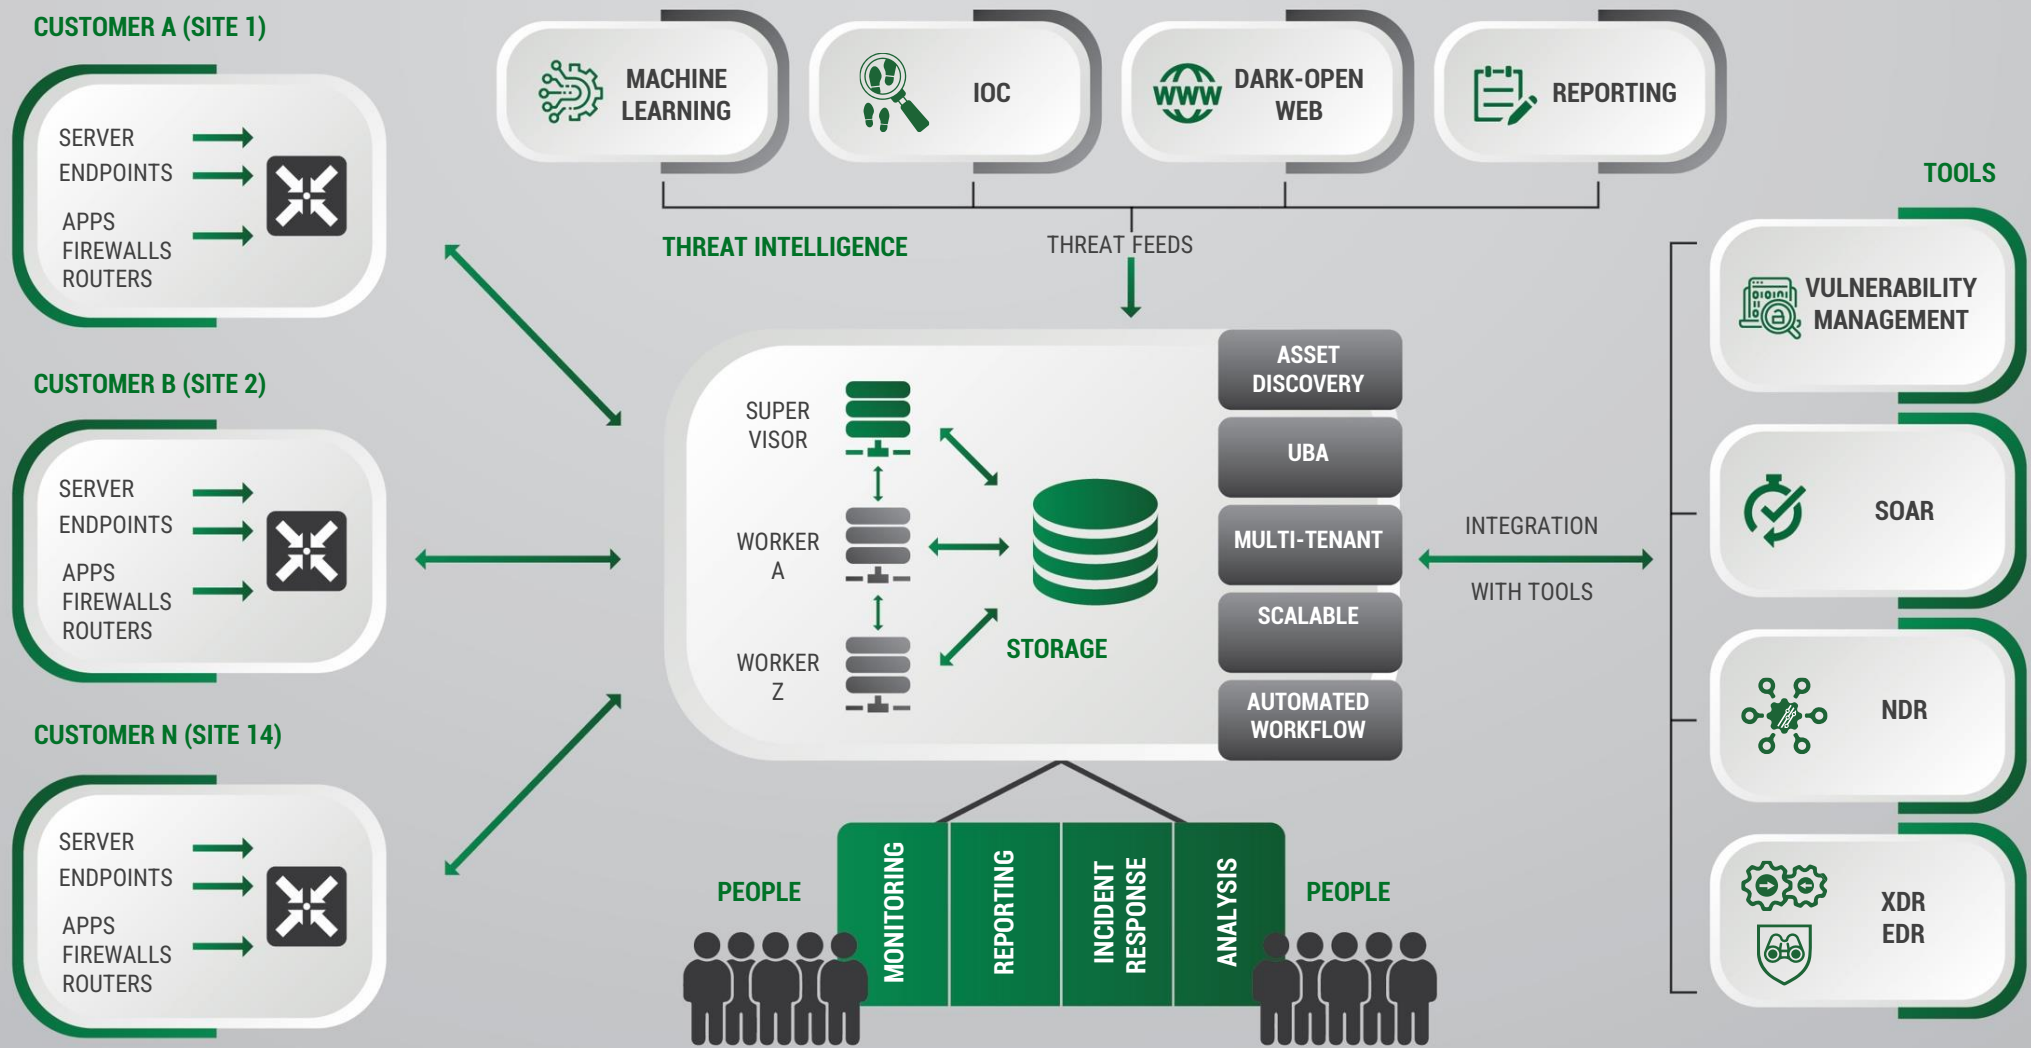 CUSTOMER A (SITE 1)
SERVER
ENDPOINTS
APPS
FIREWALLS
ROUTERS
CUSTOMER B (SITE 2)
SERVER
ENDPOINTS
APPS
FIREWALLS
ROUTERS
CUSTOMER N (SITE 14)
SERVER
ENDPOINTS
APPS
FIREWALLS
ROUTERS
MACHINE
LEARNING
IOC
WWW
DARK-OPEN
WEB
REPORTING
THREAT INTELLIGENCE
THREAT FEEDS
SUPER
VISOR
WORKER
A
WORKER
Z
STORAGE
ASSET
DISCOVERY
UBA
MULTI-TENANT
SCALABLE
AUTOMATED
WORKFLOW
INTEGRATION
WITH TOOLS
PEOPLE
MONITORING
REPORTING
INCIDENT
RESPONSE
ANALYSIS
PEOPLE
TOOLS
VULNERABILITY
MANAGEMENT
SOAR
NDR
XDR
EDR